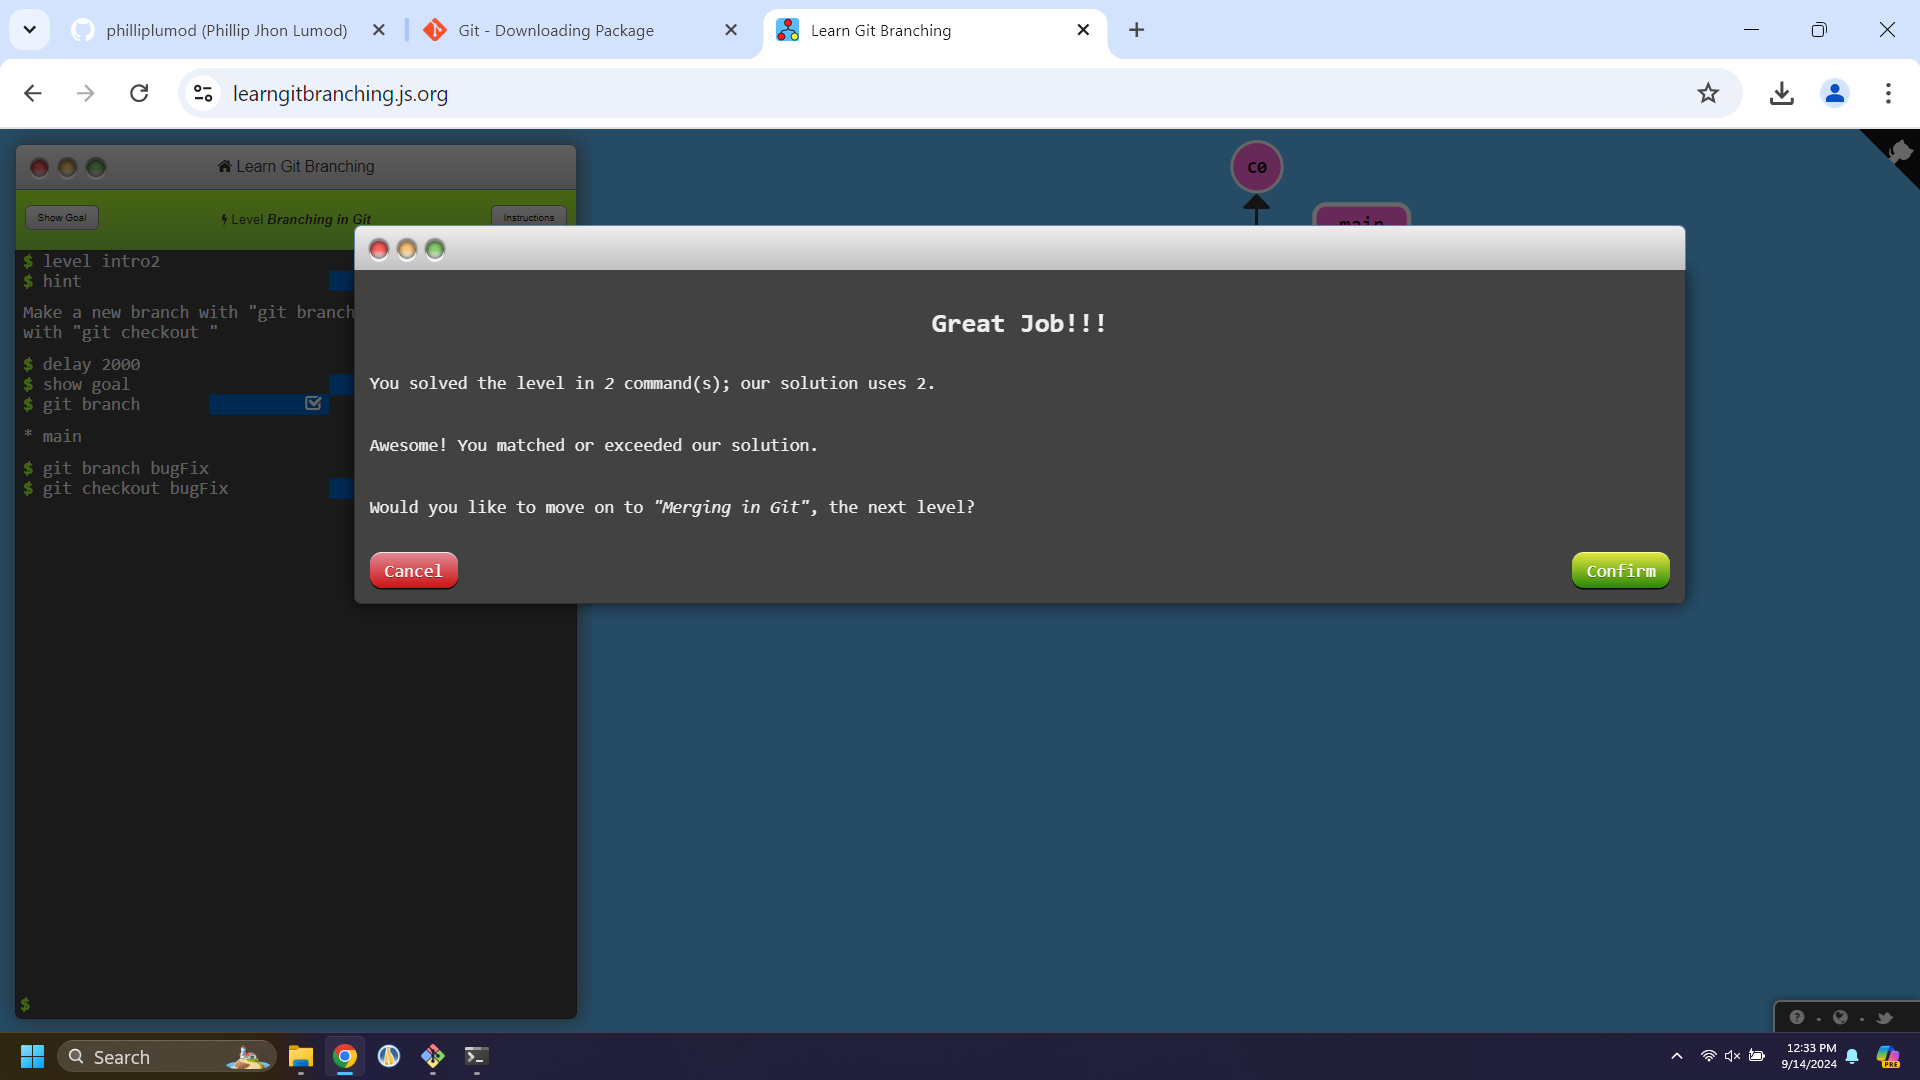 philliplumod (Phillip Jhon Lumod)
Git - Downloading Package
Learn Git Branching
learngitbranching.js.org
Learn Git Branching
Show Goal
Level Branching in Git
Instructions
$ level intro2
$ hint
Make a new branch with "git branch
with "git checkout "
$ delay 2000
$ show goal
$ git branch
* main
$ git branch bugFix
$ git checkout bugFix
$
C0
main
Great Job!!!
You solved the level in 2 command(s); our solution uses 2.
Awesome! You matched or exceeded our solution.
Would you like to move on to "Merging in Git", the next level?
Cancel
Confirm
Search
12:33 PM
9/14/2024
PRE